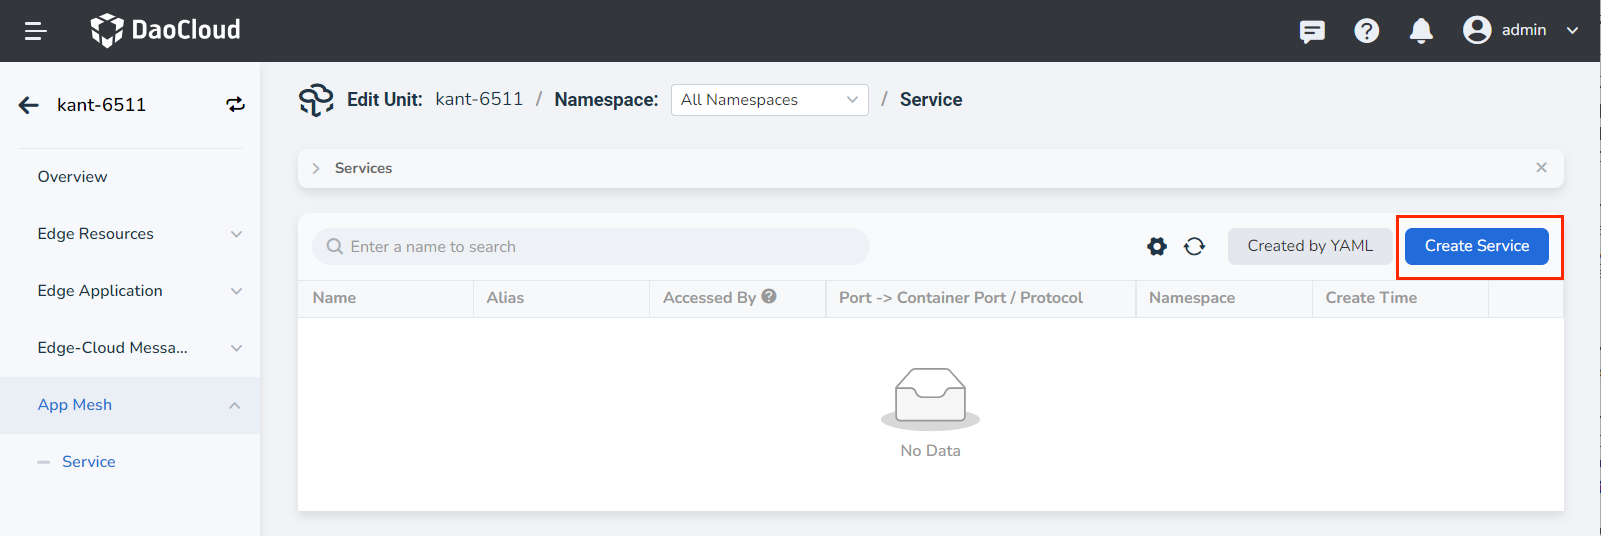 DaoCloud
admin
kant-6511
Overview
Edge Resources
Edge Application
Edge-Cloud Messa...
App Mesh
Service
Edit Unit: kant-6511 / Namespace: All Namespaces / Service
Services
Enter a name to search
Created by YAML
Create Service
Name Alias Accessed By Port -> Container Port / Protocol Namespace Create Time
No Data